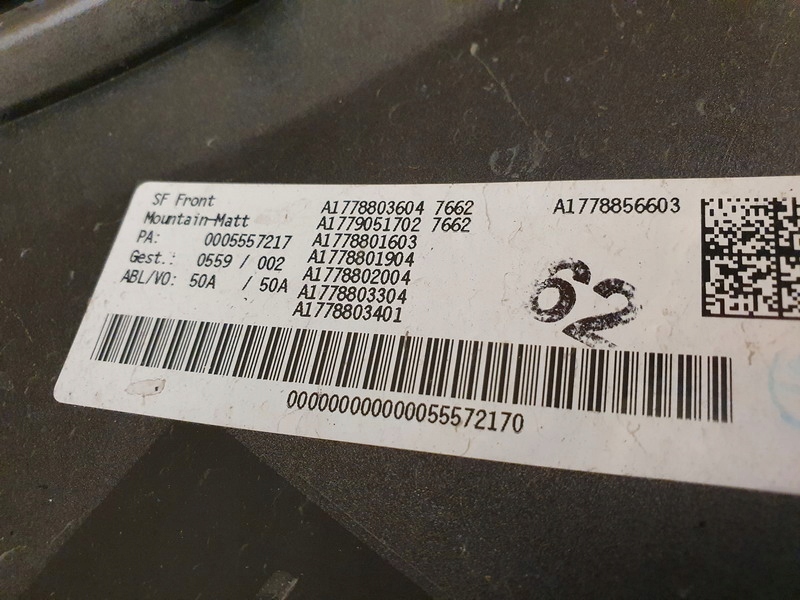 SF Front
Mountain-Matt
PA: 0005557217
Gest.: 0559 / 002
ABL/VO: 50A / 50A
A1778803604 7662
A1779051702 7662
A1778801603
A1778801904
A1778802004
A1778803304
A1778803401
A1778856603
62
000000000000055572170